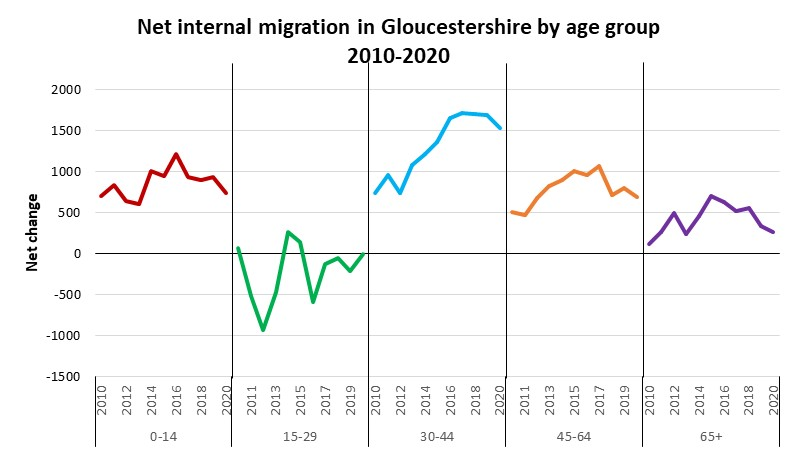 Net internal migration in Gloucestershire by age group
2010-2020
Net change
2000
1500
1000
500
0
-500
-1000
-1500
2010 2012 2014 2016 2018 2020 2011 2013 2015 2017 2019 2010 2012 2014 2016 2018 2020 2011 2013 2015 2017 2019 2010 2012 2014 2016 2018 2020
0-14 15-29 30-44 45-64 65+